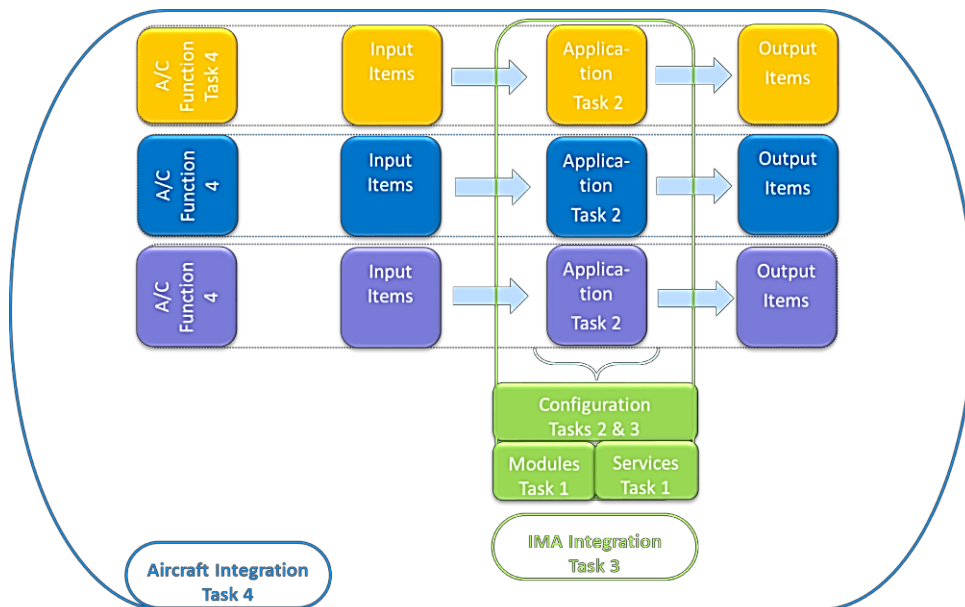 A/C
Function
Task 4
Input
Items
Applica-
tion
Task 2
Output
Items
A/C
Function
4
Input
Items
Applica-
tion
Task 2
Output
Items
A/C
Function
4
Input
Items
Applica-
tion
Task 2
Output
Items
Configuration
Tasks 2 & 3
Modules
Task 1
Services
Task 1
IMA Integration
Task 3
Aircraft Integration
Task 4